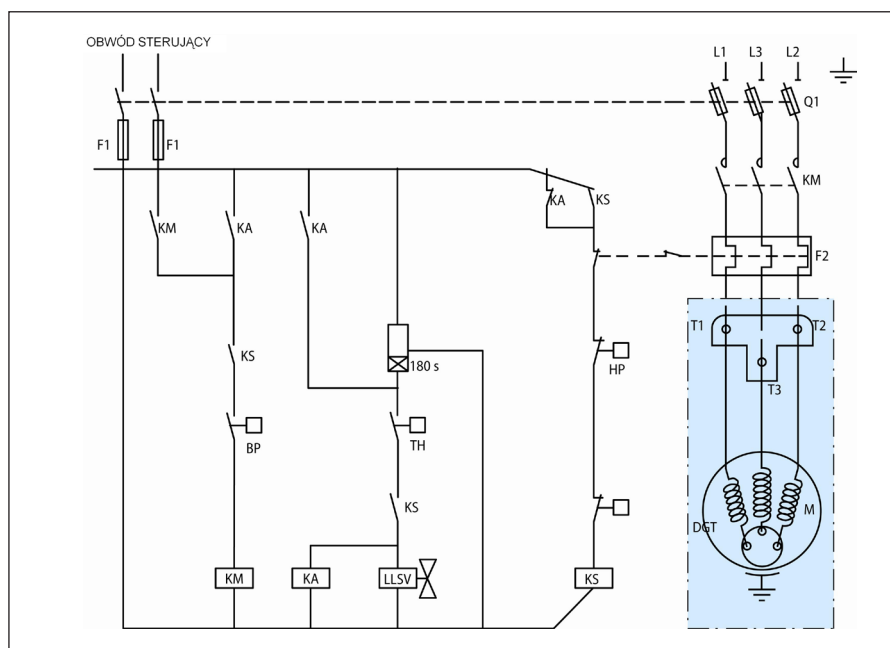 OBWÓD STERUJĄCY
L1
L3
L2
Q1
F1
F1
KM
KA
KA
KA
KS
KM
F2
T1
T2
T3
KS
180 s
HP
BP
TH
KS
DGT
M
KM
KA
LLSV
KS